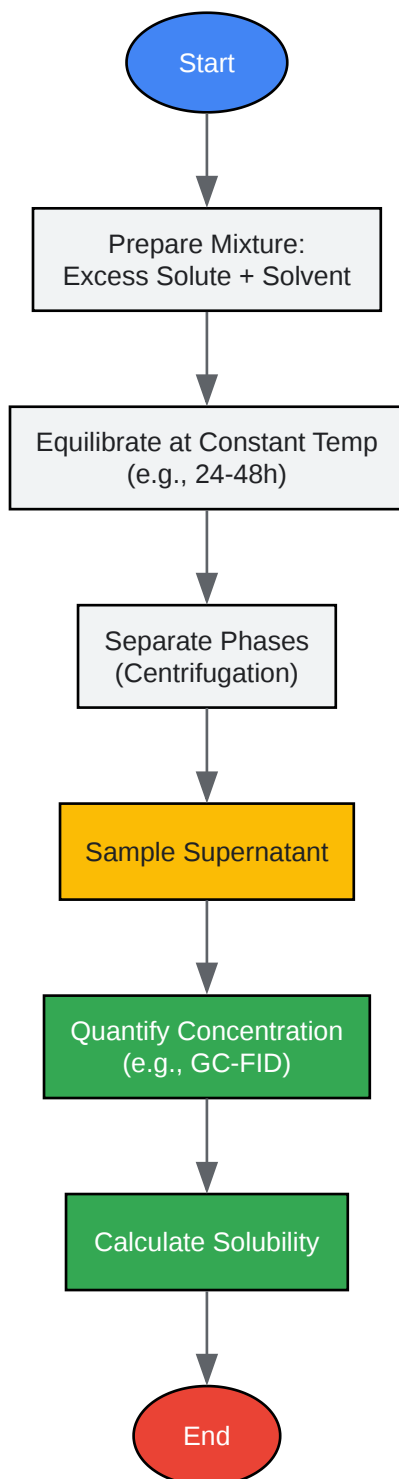 Start
Prepare Mixture:
Excess Solute + Solvent
Equilibrate at Constant Temp
(e.g., 24-48h)
Separate Phases
(Centrifugation)
Sample Supernatant
Quantify Concentration
(e.g., GC-FID)
Calculate Solubility
End